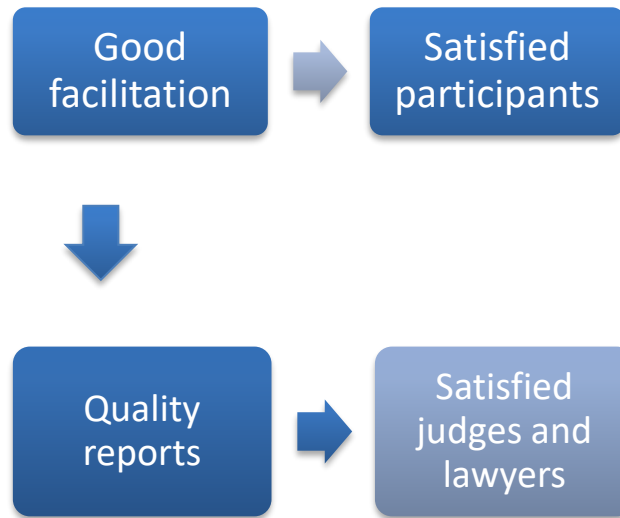 Good
facilitation
Satisfied
participants
Quality
reports
Satisfied
judges and
lawyers